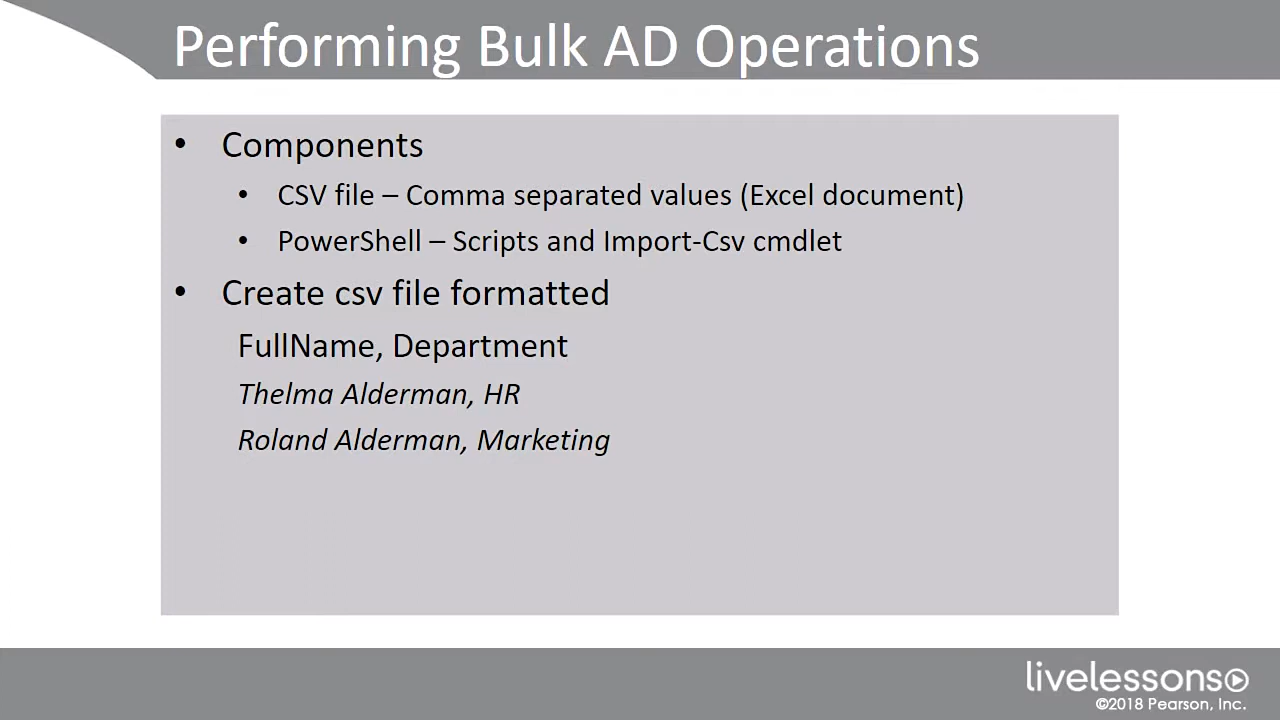 Performing Bulk AD Operations
• Components
• CSV file – Comma separated values (Excel document)
• PowerShell – Scripts and Import-Csv cmdlet
• Create csv file formatted
FullName, Department
Thelma Alderman, HR
Roland Alderman, Marketing
livelessons
©2018 Pearson, Inc.